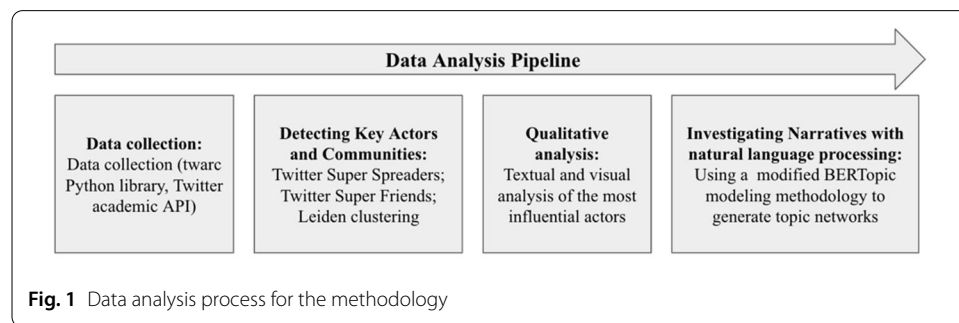 Data Analysis Pipeline
Data collection:
Data collection (twarc
Python library, Twitter
academic API)
Detecting Key Actors
and Communities:
Twitter Super Spreaders;
Twitter Super Friends;
Leiden clustering
Qualitative
analysis:
Textual and visual
analysis of the most
influential actors
Investigating Narratives with
natural language processing:
Using a modified BERTopic
modeling methodology to
generate topic networks
Fig. 1 Data analysis process for the methodology